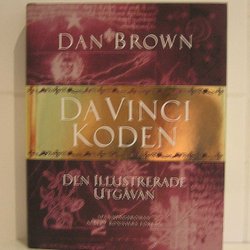 DAN BROWN
DA VINCI
KODEN
DEN ILLUSTRERADE
UTGÅVAN